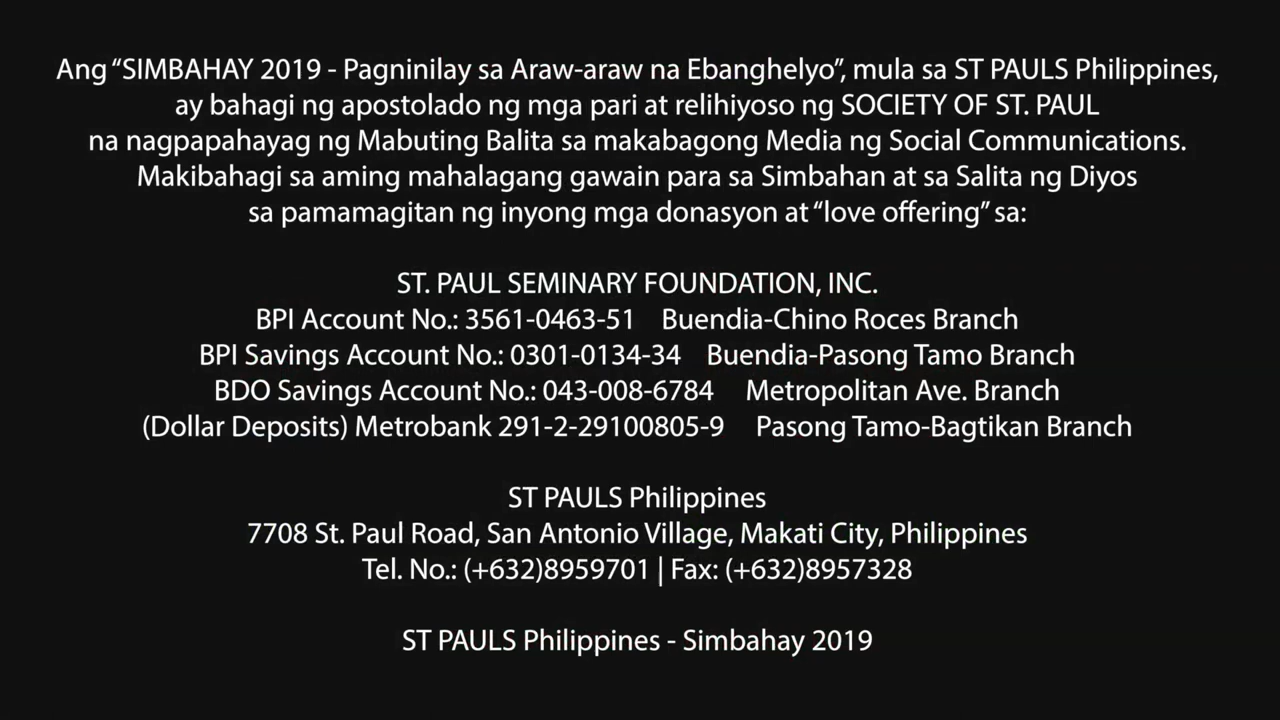 Ang “SIMBAHAY 2019 - Pagninilay sa Araw-araw na Ebanghelyo”, mula sa ST PAULS Philippines,
ay bahagi ng apostolado ng mga pari at relihiyoso ng SOCIETY OF ST. PAUL
na nagpapahayag ng Mabuting Balita sa makabagong Media ng Social Communications.
Makibahagi sa aming mahalagang gawain para sa Simbahan at sa Salita ng Diyos
sa pamamagitan ng inyong mga donasyon at “love offering” sa:
ST. PAUL SEMINARY FOUNDATION, INC.
BPI Account No.: 3561-0463-51 Buendia-Chino Roces Branch
BPI Savings Account No.: 0301-0134-34 Buendia-Pasong Tamo Branch
BDO Savings Account No.: 043-008-6784 Metropolitan Ave. Branch
(Dollar Deposits) Metrobank 291-2-29100805-9 Pasong Tamo-Bagtikan Branch
ST PAULS Philippines
7708 St. Paul Road, San Antonio Village, Makati City, Philippines
Tel. No.: (+632)8959701 | Fax: (+632)8957328
ST PAULS Philippines - Simbahay 2019